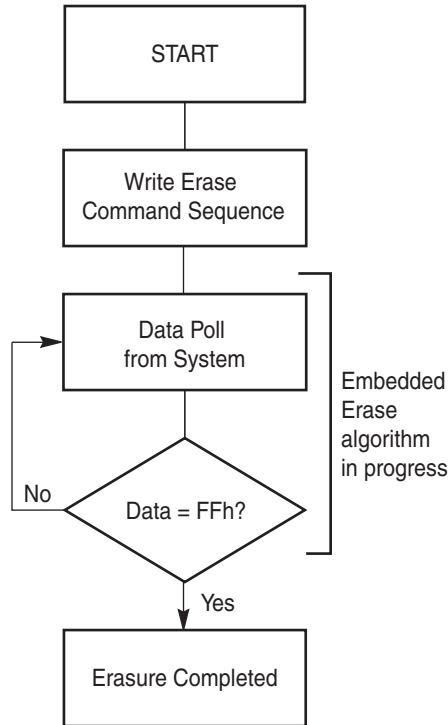 START
Write Erase
Command Sequence
Data Poll
from System
Embedded
Erase
algorithm
in progress
No
Data = FFh?
Yes
Erasure Completed